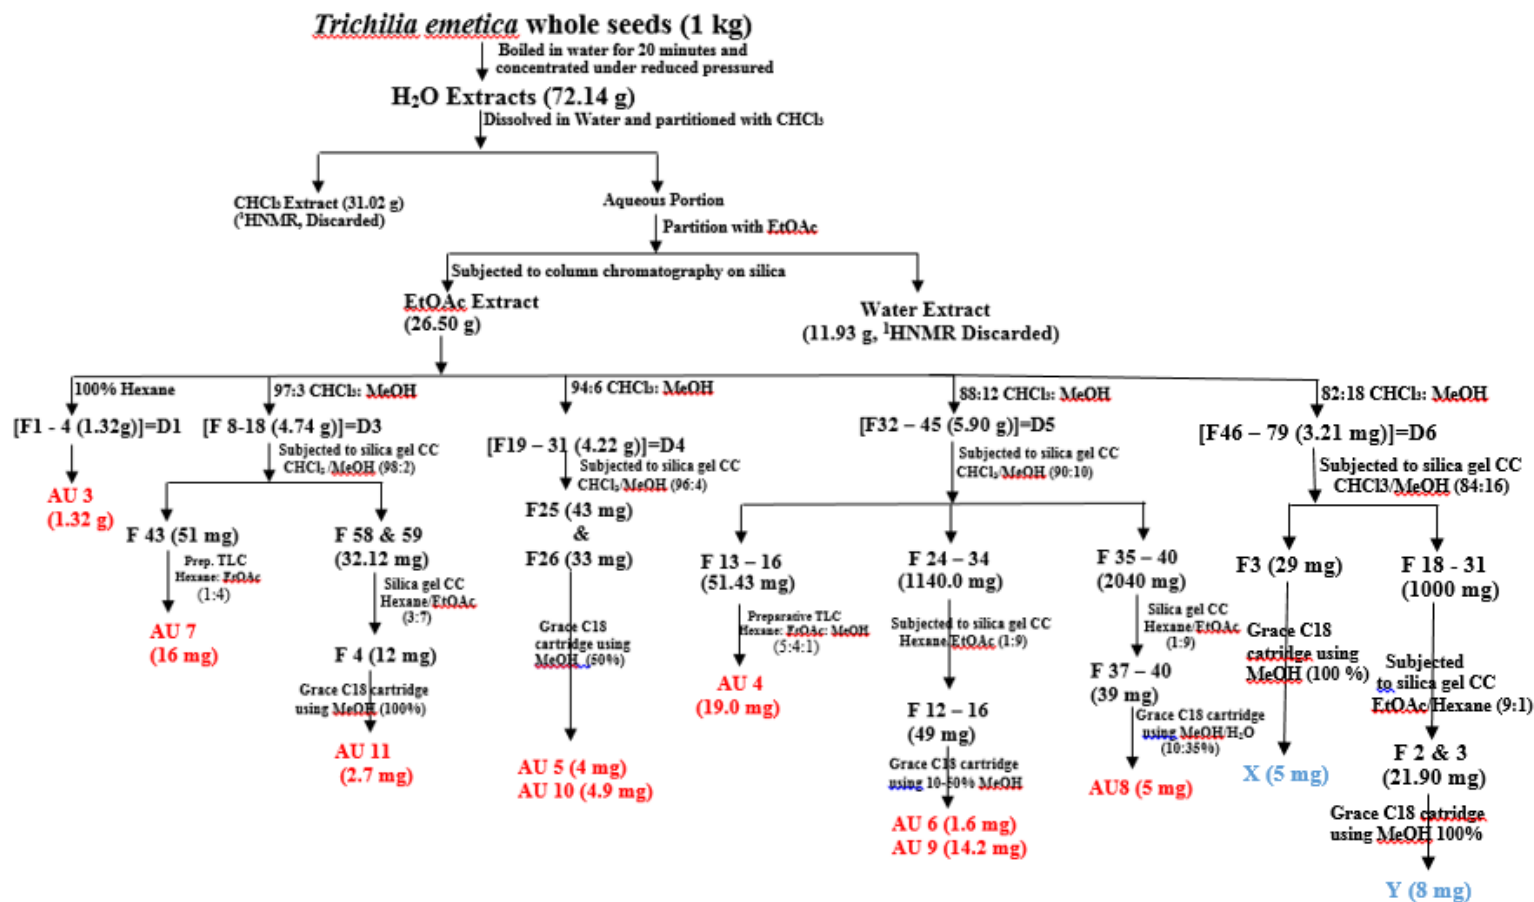 Trichilia emetica whole seeds (1 kg)
Boiled in water for 20 minutes and
concentrated under reduced pressured
H₂O Extracts (72.14 g)
Dissolved in Water and partitioned with CHCl₃
CHCl₃ Extract (31.02 g)
(¹HNMR, Discarded)
Aqueous Portion
Partition with EtOAc
Subjected to column chromatography on silica
EtOAc Extract
(26.50 g)
Water Extract
(11.93 g, ¹HNMR Discarded)
100% Hexane
[F1 - 4 (1.32g)]=D1
AU 3
(1.32 g)
97:3 CHCl₃: MeOH
[F 8-18 (4.74 g)]=D3
Subjected to silica gel CC
CHCl₃ /MeOH (98:2)
F 43 (51 mg)
Prep. TLC
Hexane: EtOAc
(1:4)
AU 7
(16 mg)
F 58 & 59
(32.12 mg)
Silica gel CC
Hexane/EtOAc
(3:7)
F 4 (12 mg)
Grace C18 cartridge
using MeOH (100%)
AU 11
(2.7 mg)
94:6 CHCl₃: MeOH
[F19 – 31 (4.22 g)]=D4
Subjected to silica gel CC
CHCl₃/MeOH (96:4)
F25 (43 mg)
&
F26 (33 mg)
Grace C18
cartridge using
MeOH (50%)
AU 5 (4 mg)
AU 10 (4.9 mg)
88:12 CHCl₃: MeOH
[F32 – 45 (5.90 g)]=D5
Subjected to silica gel CC
CHCl₃/MeOH (90:10)
F 13 – 16
(51.43 mg)
Preparative TLC
Hexane: EtOAc: MeOH
(5:4:1)
AU 4
(19.0 mg)
F 24 – 34
(1140.0 mg)
Subjected to silica gel CC
Hexane/EtOAc (1:9)
F 12 – 16
(49 mg)
Grace C18 cartridge
using 10-50% MeOH
AU 6 (1.6 mg)
AU 9 (14.2 mg)
F 35 – 40
(2040 mg)
Silica gel CC
Hexane/EtOAc
(1:9)
F 37 – 40
(39 mg)
Grace C18 cartridge
using MeOH/H₂O
(10:35%)
AU8 (5 mg)
82:18 CHCl₃: MeOH
[F46 – 79 (3.21 mg)]=D6
Subjected to silica gel CC
CHCl3/MeOH (84:16)
F3 (29 mg)
Grace C18
catridge using
MeOH (100 %)
X (5 mg)
F 18 - 31
(1000 mg)
Subjected
to silica gel CC
EtOAc/Hexane (9:1)
F 2 & 3
(21.90 mg)
Grace C18 catridge
using MeOH 100%
Y (8 mg)